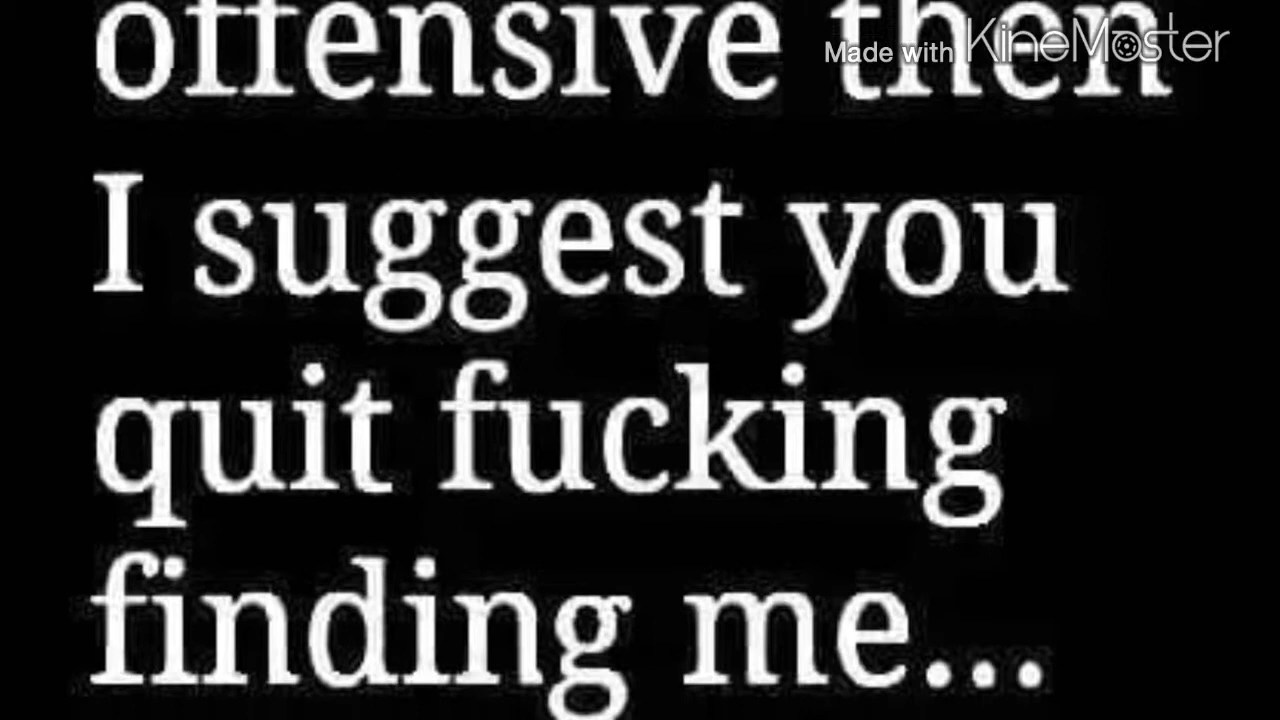 offensive then
Made with KineMaster
I suggest you
quit fucking
finding me...